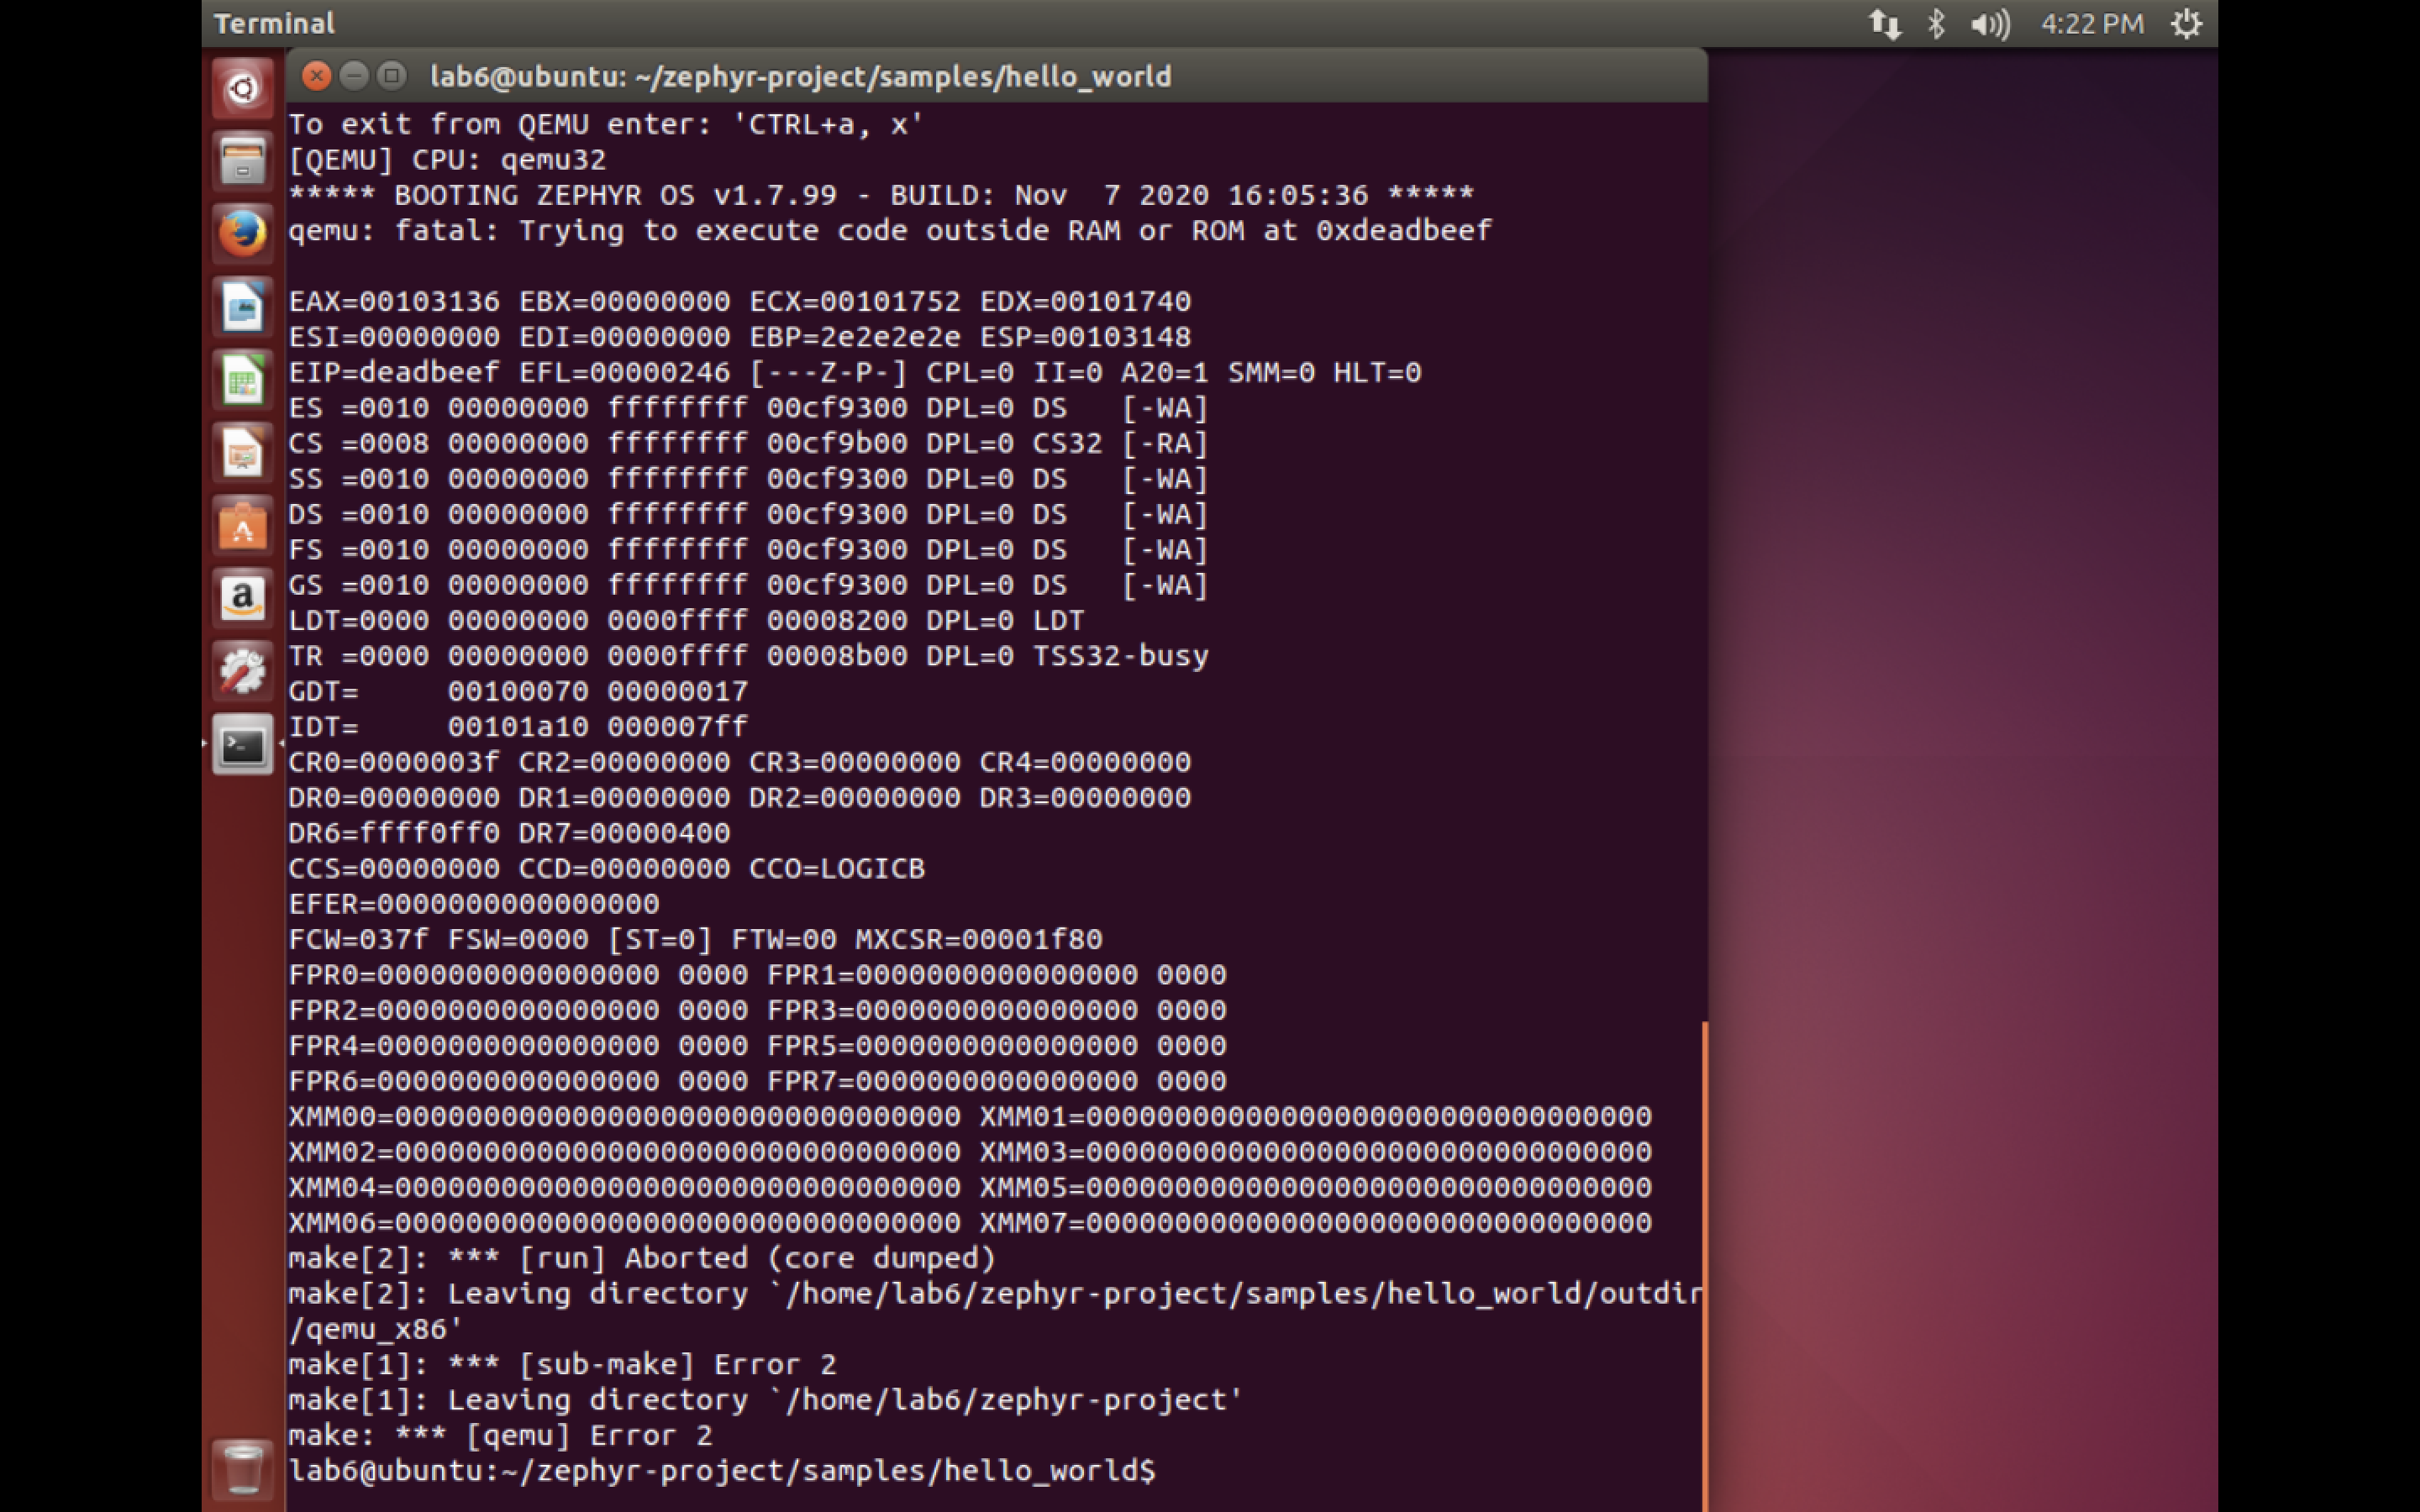 Terminal
4:22 PM
lab6@ubuntu: ~/zephyr-project/samples/hello_world
To exit from QEMU enter: 'CTRL+a, x'
[QEMU] CPU: qemu32
***** BOOTING ZEPHYR OS v1.7.99 - BUILD: Nov  7 2020 16:05:36 *****
qemu: fatal: Trying to execute code outside RAM or ROM at 0xdeadbeef
EAX=00103136 EBX=00000000 ECX=00101752 EDX=00101740
ESI=00000000 EDI=00000000 EBP=2e2e2e2e ESP=00103148
EIP=deadbeef EFL=00000246 [---Z-P-] CPL=0 II=0 A20=1 SMM=0 HLT=0
ES =0010 00000000 ffffffff 00cf9300 DPL=0 DS   [-WA]
CS =0008 00000000 ffffffff 00cf9b00 DPL=0 CS32 [-RA]
SS =0010 00000000 ffffffff 00cf9300 DPL=0 DS   [-WA]
DS =0010 00000000 ffffffff 00cf9300 DPL=0 DS   [-WA]
FS =0010 00000000 ffffffff 00cf9300 DPL=0 DS   [-WA]
GS =0010 00000000 ffffffff 00cf9300 DPL=0 DS   [-WA]
LDT=0000 00000000 0000ffff 00008200 DPL=0 LDT
TR =0000 00000000 0000ffff 00008b00 DPL=0 TSS32-busy
GDT=     00100070 00000017
IDT=     00101a10 000007ff
CR0=0000003f CR2=00000000 CR3=00000000 CR4=00000000
DR0=00000000 DR1=00000000 DR2=00000000 DR3=00000000
DR6=ffff0ff0 DR7=00000400
CCS=00000000 CCD=00000000 CCO=LOGICB
EFER=0000000000000000
FCW=037f FSW=0000 [ST=0] FTW=00 MXCSR=00001f80
FPR0=0000000000000000 0000 FPR1=0000000000000000 0000
FPR2=0000000000000000 0000 FPR3=0000000000000000 0000
FPR4=0000000000000000 0000 FPR5=0000000000000000 0000
FPR6=0000000000000000 0000 FPR7=0000000000000000 0000
XMM00=00000000000000000000000000000000 XMM01=00000000000000000000000000000000
XMM02=00000000000000000000000000000000 XMM03=00000000000000000000000000000000
XMM04=00000000000000000000000000000000 XMM05=00000000000000000000000000000000
XMM06=00000000000000000000000000000000 XMM07=00000000000000000000000000000000
make[2]: *** [run] Aborted (core dumped)
make[2]: Leaving directory `/home/lab6/zephyr-project/samples/hello_world/outdir
/qemu_x86'
make[1]: *** [sub-make] Error 2
make[1]: Leaving directory `/home/lab6/zephyr-project'
make: *** [qemu] Error 2
lab6@ubuntu:~/zephyr-project/samples/hello_world$